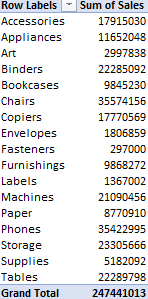 Row Labels Sum of Sales
Accessories 17915030
Appliances 11652048
Art 2997838
Binders 22285092
Bookcases 9845230
Chairs 35574156
Copiers 17770569
Envelopes 1806859
Fasteners 297000
Furnishings 9868272
Labels 1367002
Machines 21090456
Paper 8770910
Phones 35422995
Storage 23305666
Supplies 5182092
Tables 22289798
Grand Total 247441013